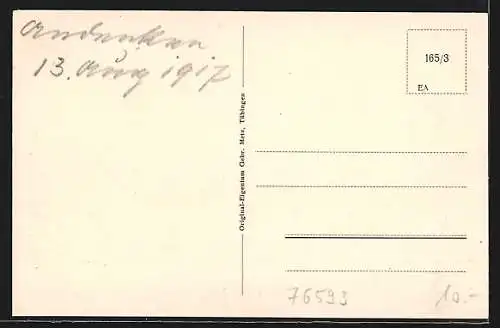 Andenken
13. Aug 1917
165/3
EA
Original-Eigentum Gebr. Metz, Tübingen
76593
10.-